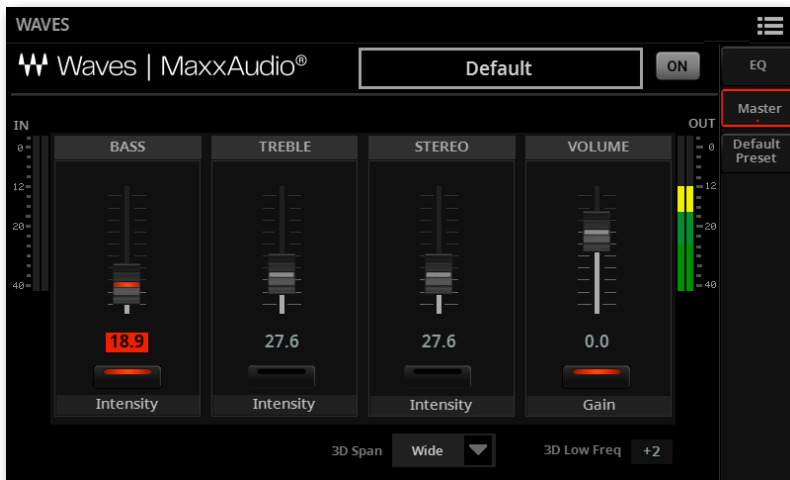 WAVES
Waves | MaxxAudio®
Default
ON
EQ
Master
Default
Preset
IN
OUT
BASS
TREBLE
STEREO
VOLUME
0
12
20
40
0
12
20
40
18.9
27.6
27.6
0.0
Intensity
Intensity
Intensity
Gain
3D Span
Wide
3D Low Freq
+2